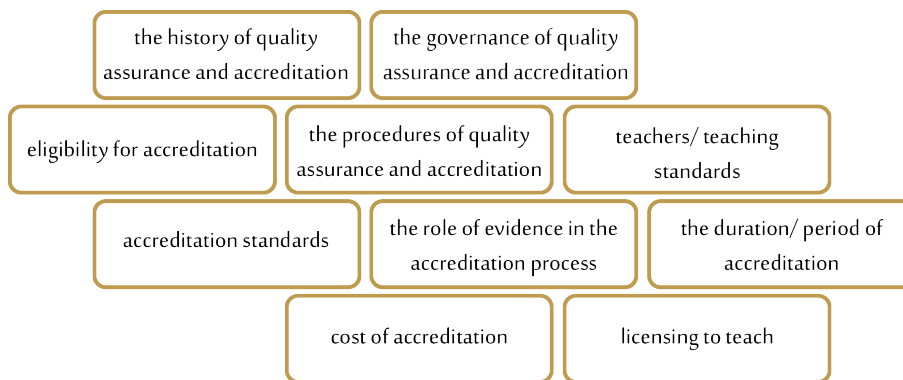 the history of quality
assurance and accreditation
the governance of quality
assurance and accreditation
eligibility for accreditation
the procedures of quality
assurance and accreditation
teachers/ teaching
standards
accreditation standards
the role of evidence in the
accreditation process
the duration/ period of
accreditation
cost of accreditation
licensing to teach